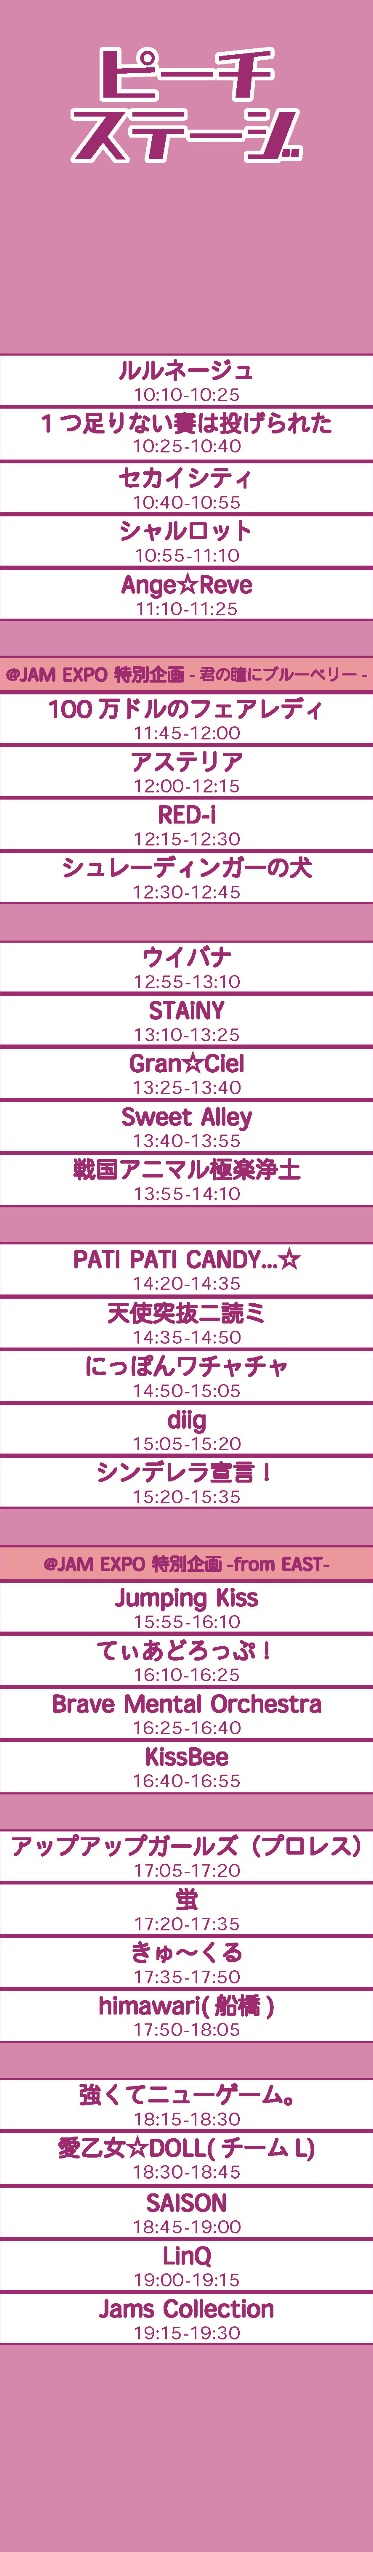 ピーチ
ステージ
ルルネージュ
10:10-10:25
1つ足りない賽は投げられた
10:25-10:40
セカイシティ
10:40-10:55
シャルロット
10:55-11:10
Ange☆Reve
11:10-11:25
@JAM EXPO 特別企画 - 君の瞳にブルーベリー -
100万ドルのフェアレディ
11:45-12:00
アステリア
12:00-12:15
RED-i
12:15-12:30
シュレーディンガーの犬
12:30-12:45
ウイバナ
12:55-13:10
STAiNY
13:10-13:25
Gran☆Ciel
13:25-13:40
Sweet Alley
13:40-13:55
戦国アニマル極楽浄土
13:55-14:10
PATI PATI CANDY...☆
14:20-14:35
天使突抜ニ読ミ
14:35-14:50
にっぽんワチャチャ
14:50-15:05
diig
15:05-15:20
シンデレラ宣言！
15:20-15:35
@JAM EXPO 特別企画 -from EAST-
Jumping Kiss
15:55-16:10
てぃあどろっぷ！
16:10-16:25
Brave Mental Orchestra
16:25-16:40
KissBee
16:40-16:55
アップアップガールズ（プロレス）
17:05-17:20
蛍
17:20-17:35
きゅ～くる
17:35-17:50
himawari(船橋)
17:50-18:05
強くてニューゲーム。
18:15-18:30
愛乙女☆DOLL(チームL)
18:30-18:45
SAISON
18:45-19:00
LinQ
19:00-19:15
Jams Collection
19:15-19:30